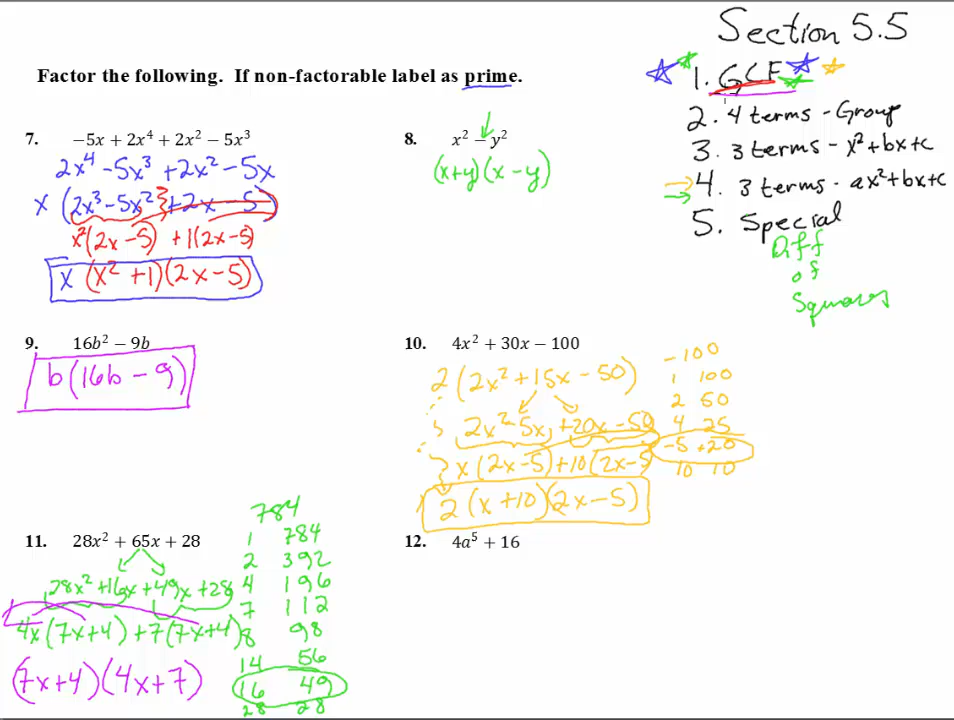 Section 5.5
Factor the following. If non-factorable label as prime.
1. GCF
2. 4 terms - Group
3. 3 terms - x² + bx + c
4. 3 terms - ax² + bx + c
5. Special
Diff
of
Squares
7. −5x + 2x⁴ + 2x² − 5x³
2x⁴ - 5x³ + 2x² - 5x
x (2x³ - 5x² + 2x - 5)
x²(2x - 5) + 1(2x - 5)
x (x² + 1)(2x - 5)
8. x² − y²
(x + y)(x - y)
9. 16b² − 9b
b(16b - 9)
10. 4x² + 30x − 100
2(2x² + 15x - 50)
2x² - 5x + 20x - 50
x(2x - 5) + 10(2x - 5
2 (x + 10)(2x - 5)
-100
1 100
2 50
4 25
-5 +20
10 10
11. 28x² + 65x + 28
28x² + 16x + 49x + 28
4x(7x + 4) + 7(7x + 4)
(7x + 4)(4x + 7)
784
1 784
2 392
4 196
7 112
8 98
14 56
16 49
28 28
12. 4a⁵ + 16